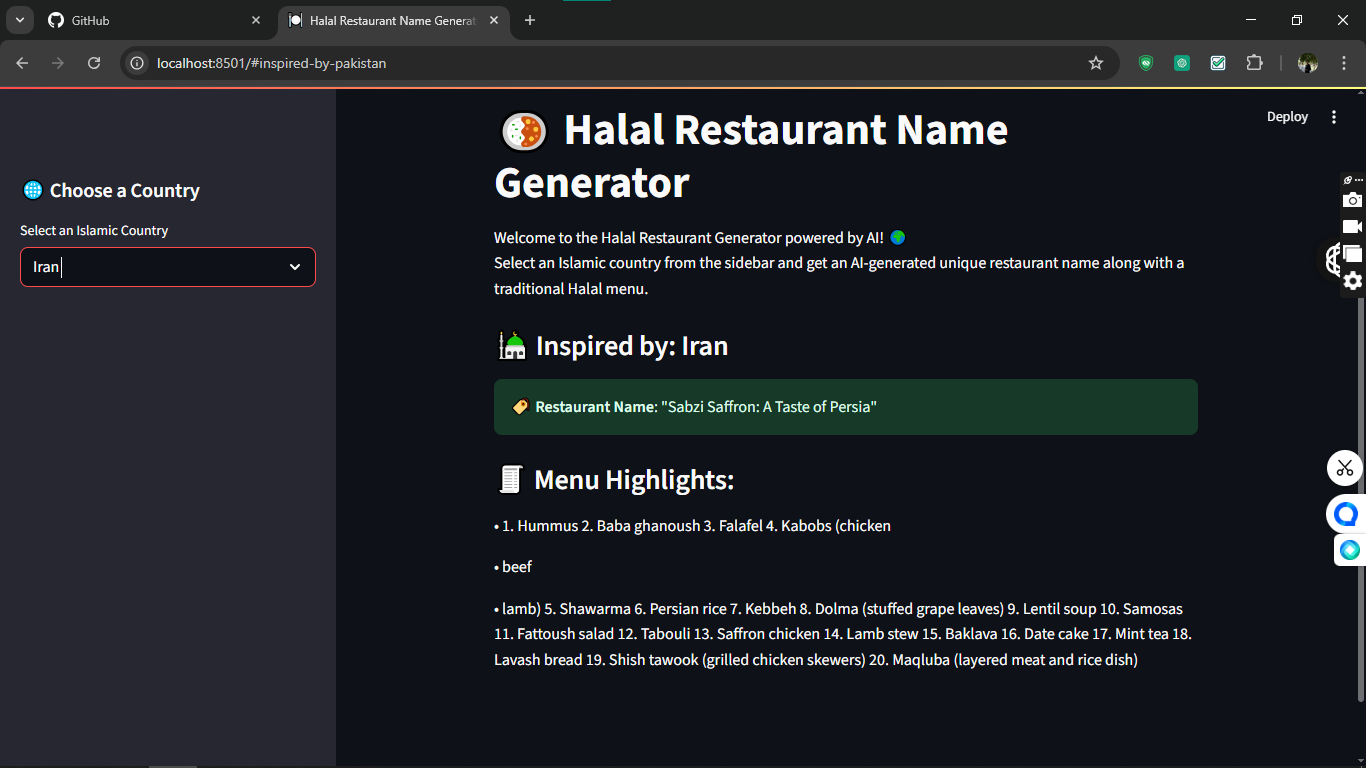 GitHub
Halal Restaurant Name Generat
localhost:8501/#inspired-by-pakistan
Deploy
Choose a Country
Select an Islamic Country
Iran
Halal Restaurant Name
Generator
Welcome to the Halal Restaurant Generator powered by AI!
Select an Islamic country from the sidebar and get an AI-generated unique restaurant name along with a
traditional Halal menu.
Inspired by: Iran
Restaurant Name: "Sabzi Saffron: A Taste of Persia"
Menu Highlights:
• 1. Hummus 2. Baba ghanoush 3. Falafel 4. Kabobs (chicken
• beef
• lamb) 5. Shawarma 6. Persian rice 7. Kebbeh 8. Dolma (stuffed grape leaves) 9. Lentil soup 10. Samosas
11. Fattoush salad 12. Tabouli 13. Saffron chicken 14. Lamb stew 15. Baklava 16. Date cake 17. Mint tea 18.
Lavash bread 19. Shish tawook (grilled chicken skewers) 20. Maqluba (layered meat and rice dish)